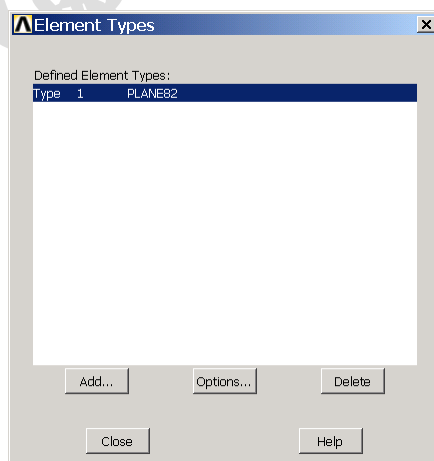 Element Types
Defined Element Types:
Type 1 PLANE82
Add... Options... Delete
Close Help